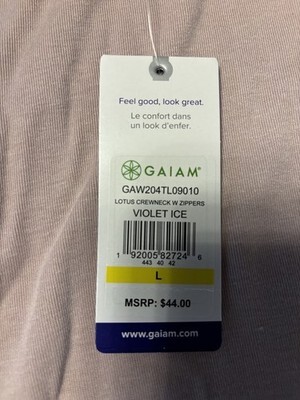 Feel good, look great.
Le confort dans
un look d'enfer.
GAIAM®
GAW204TL09010
LOTUS CREWNECK W ZIPPERS
VIOLET ICE
1 92005 82724 6
443 40 42
L
MSRP: $44.00
www.gaiam.com